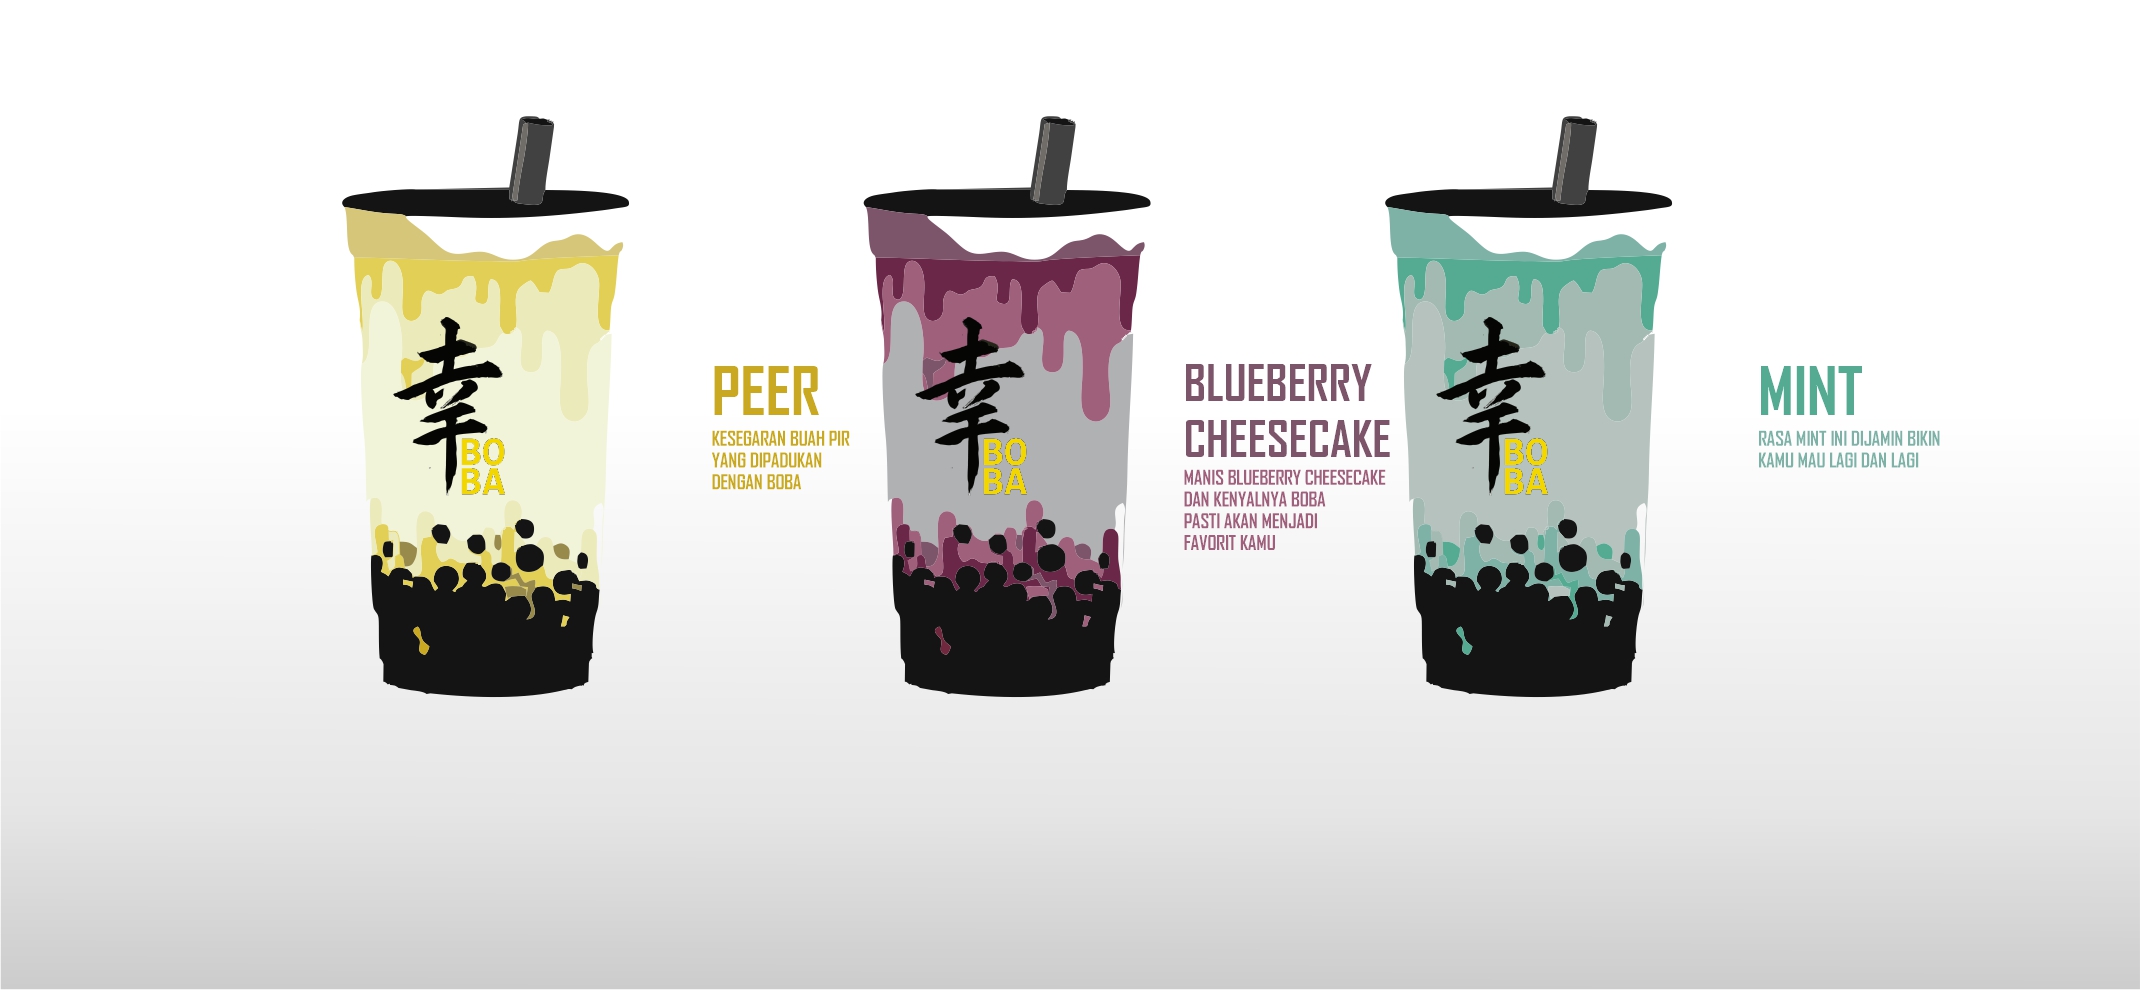 幸
BO
BA
PEER
KESEGARAN BUAH PIR
YANG DIPADUKAN
DENGAN BOBA
幸
BO
BA
BLUEBERRY
CHEESECAKE
MANIS BLUEBERRY CHEESECAKE
DAN KENYALNYA BOBA
PASTI AKAN MENJADI
FAVORIT KAMU
幸
BO
BA
MINT
RASA MINT INI DIJAMIN BIKIN
KAMU MAU LAGI DAN LAGI